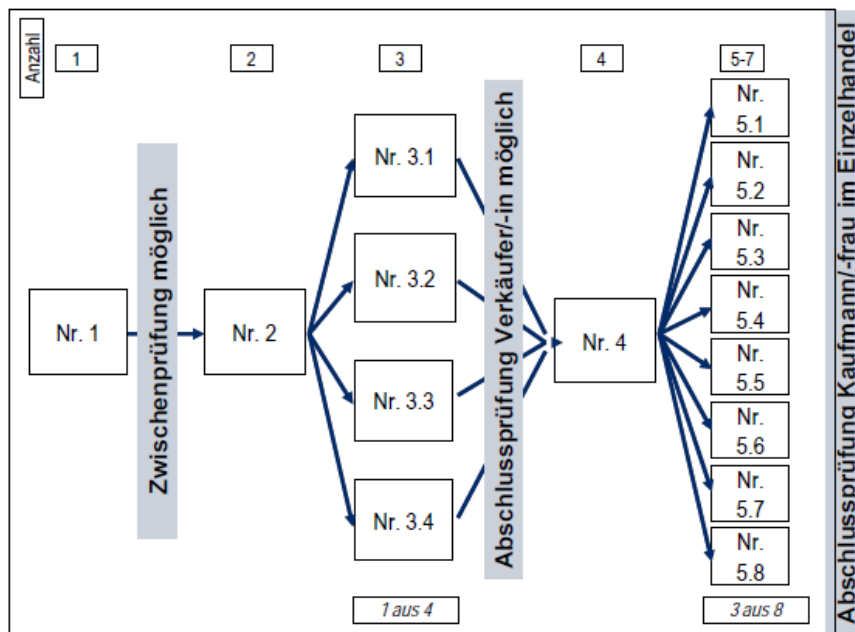 Anzahl
1
2
3
4
5-7
Nr. 1
Zwischenprüfung möglich
Nr. 2
Nr. 3.1
Nr. 3.2
Nr. 3.3
Nr. 3.4
1 aus 4
Abschlussprüfung Verkäufer/-in möglich
Nr. 4
Nr.
5.1
Nr.
5.2
Nr.
5.3
Nr.
5.4
Nr.
5.5
Nr.
5.6
Nr.
5.7
Nr.
5.8
3 aus 8
Abschlussprüfung Kaufmann/-frau im Einzelhandel